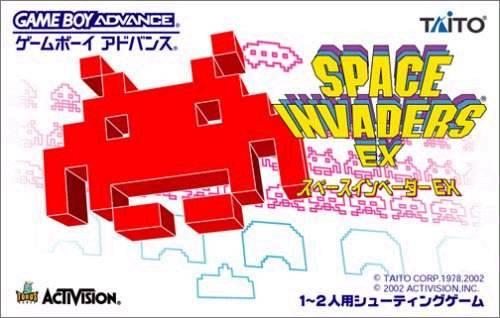 GAME BOY ADVANCE
ゲームボーイ アドバンス®
TAITO®
SPACE
INVADERS®
EX
スペースインベーダーEX
© TAITO CORP.1978,2002
© 2002 ACTIVISION,INC.
TORUS
ACTIVISION®
1~2人用シューティングゲーム